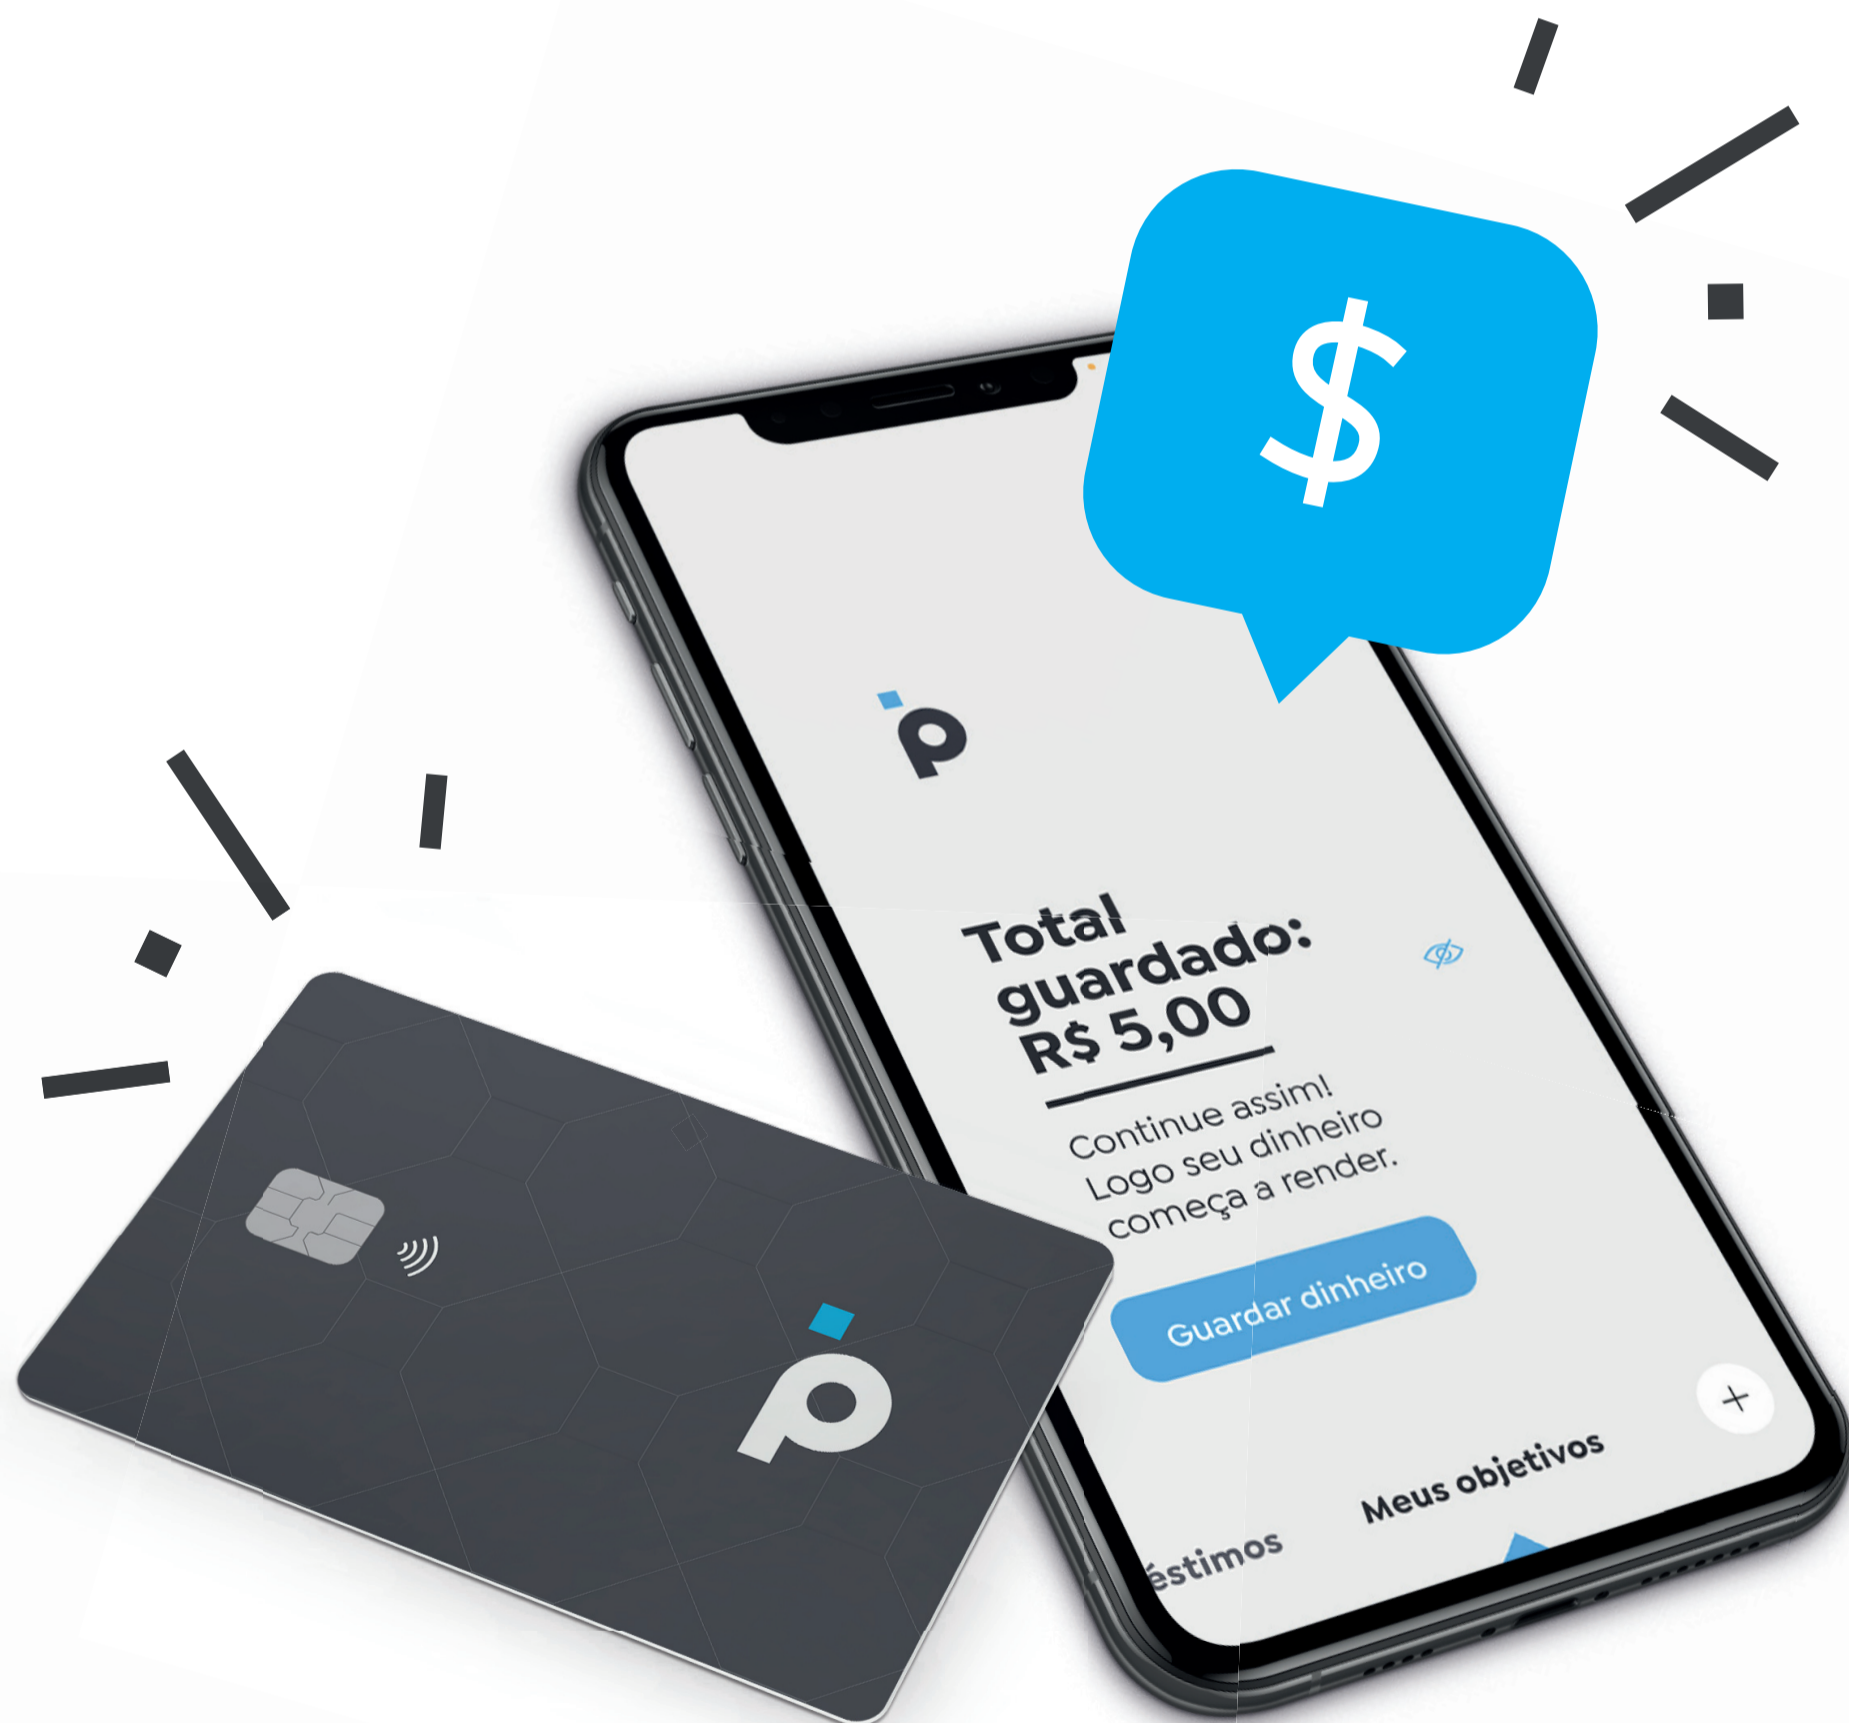 $
p
Total
guardado:
R$ 5,00
Continue assim!
Logo seu dinheiro
começa a render.
Guardar dinheiro
Meus objetivos
éstimos
p